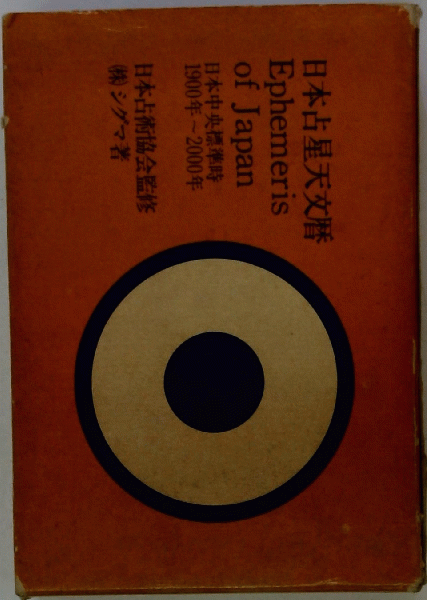 日本占星天文暦
Ephemeris
of Japan
日本中央標準時
1900年～2000年
日本占術協会監修
(株)シグマ著